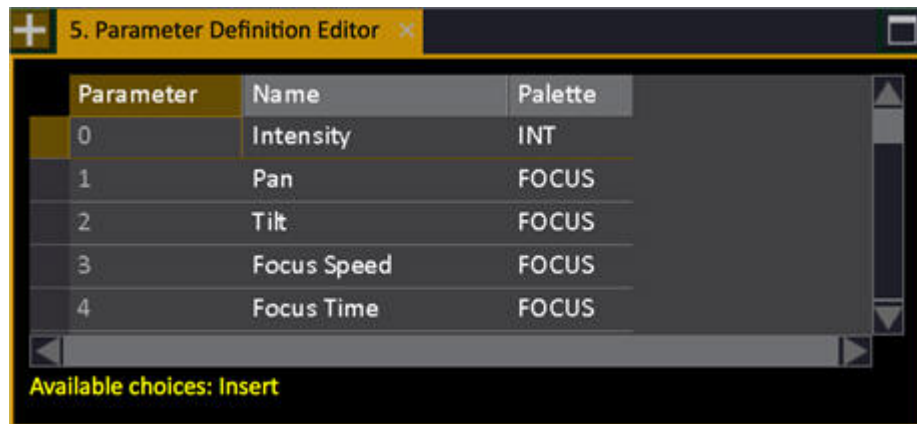 5. Parameter Definition Editor
Parameter Name Palette
0 Intensity INT
1 Pan FOCUS
2 Tilt FOCUS
3 Focus Speed FOCUS
4 Focus Time FOCUS
Available choices: Insert